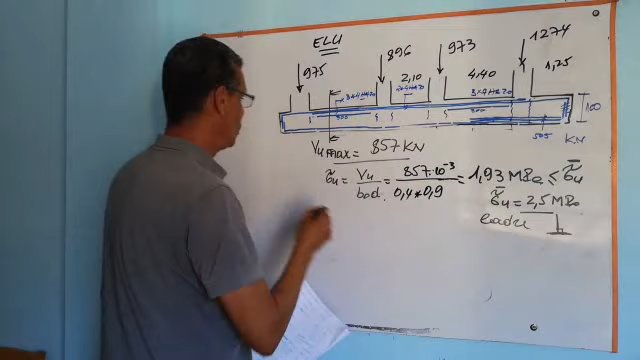 ELU
975 896 973 1274
2,10 4,40 1,25
100
KN
Vu max = 857 KN
τu = Vu / bod = 857·10⁻³ / 0,4*0,9 = 1,93 MPa ≤ τ̄u
τ̄u = 2,5 MPa
cadre